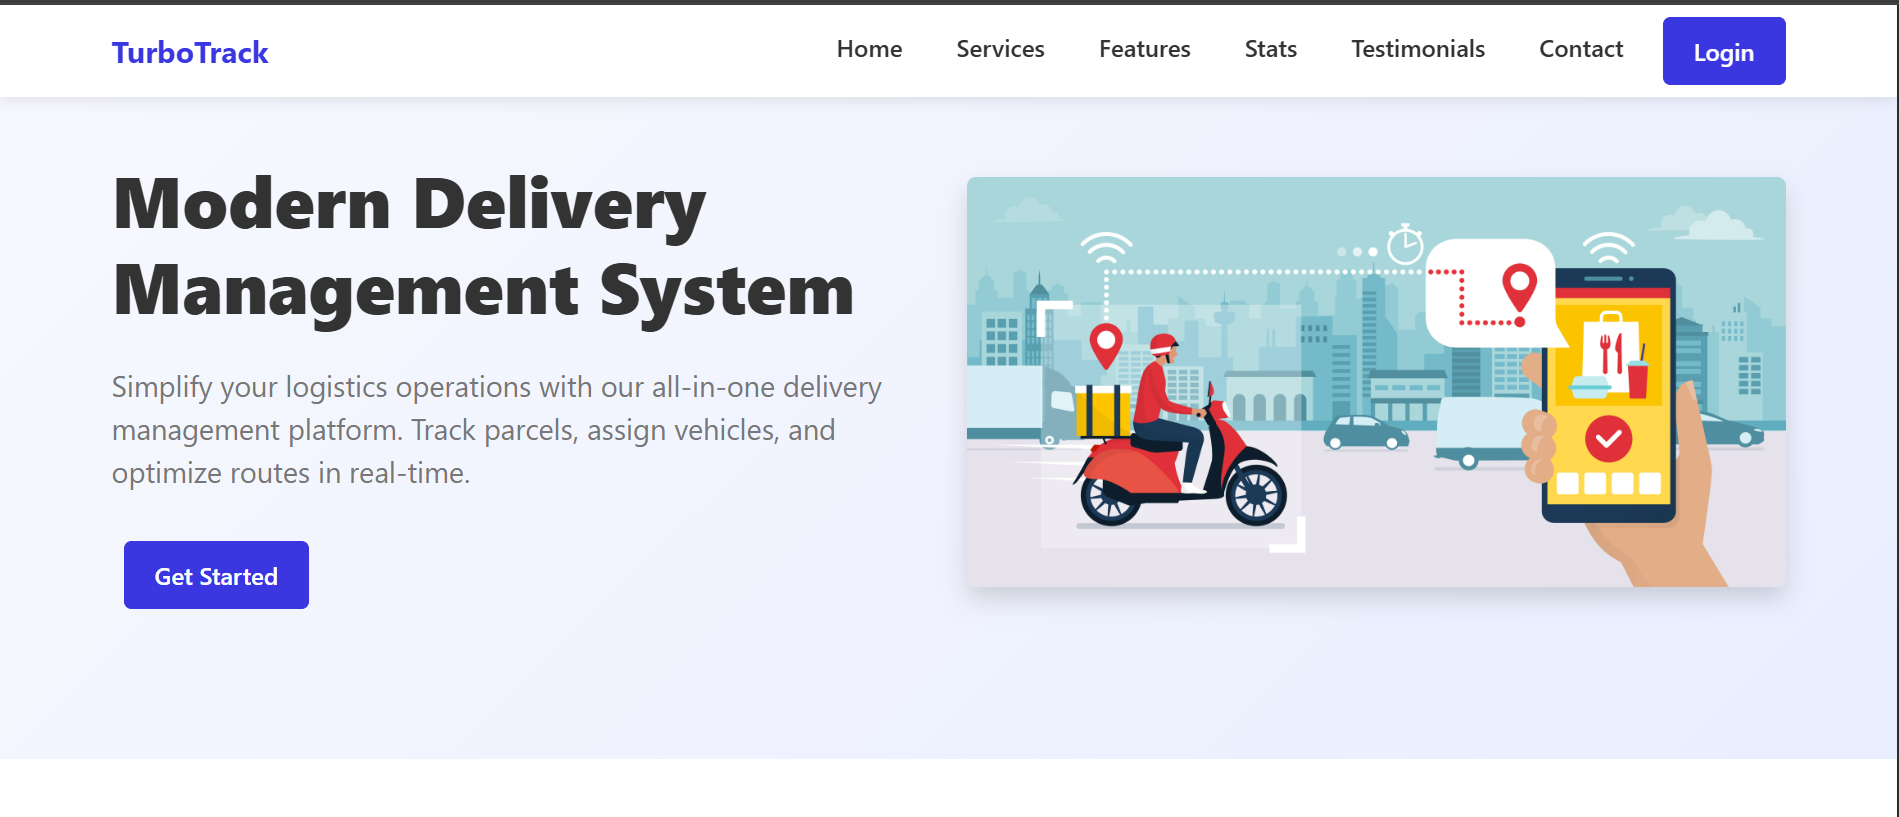 TurboTrack
Home Services Features Stats Testimonials Contact Login
Modern Delivery
Management System
Simplify your logistics operations with our all-in-one delivery
management platform. Track parcels, assign vehicles, and
optimize routes in real-time.
Get Started